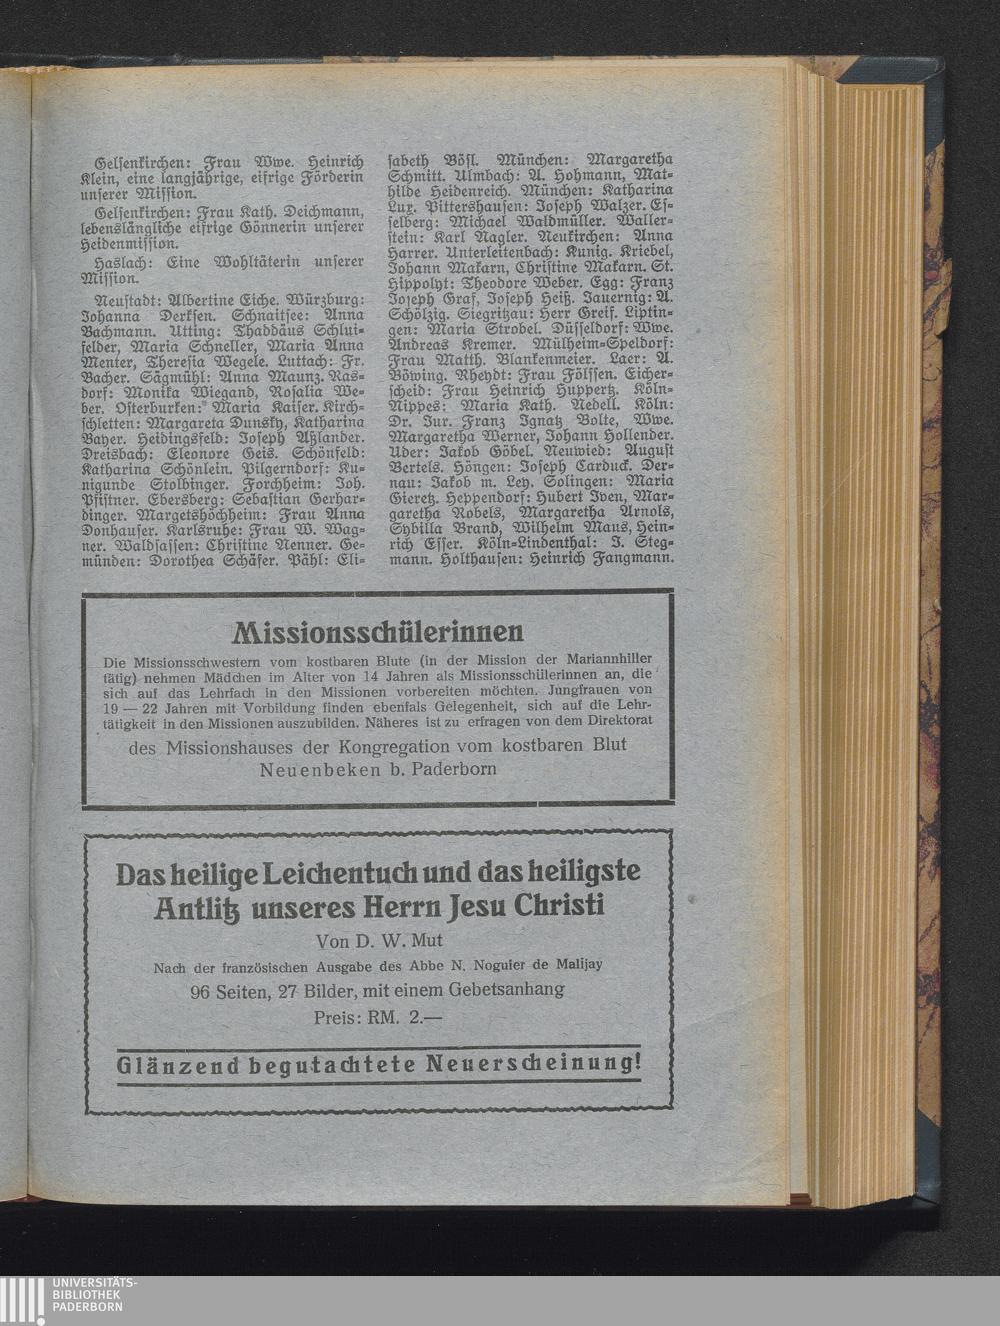 Gelsenkirchen: Frau Wwe. Heinrich
Klein, eine langjährige, eifrige Förderin
unserer Mission.
Gelsenkirchen: Frau Kath. Deichmann,
lebenslängliche eifrige Gönnerin unserer
Heidenmission.
Haslach: Eine Wohltäterin unserer
Mission.
Neustadt: Albertine Eiche. Würzburg:
Johanna Derksen. Schnaitsee: Anna
Bachmann. Utting: Thaddäus Schlui-
felder, Maria Schneller, Maria Anna
Menter, Theresia Wegele. Luttach: Fr.
Bacher. Sägmühl: Anna Maunz. Ras-
dorf: Monika Wiegand, Rosalia We-
ber. Osterburken: Maria Kaiser. Kirch-
schletten: Margareta Dunsky, Katharina
Bayer. Heidingsfeld: Joseph Aßlander.
Dreisbach: Eleonore Geis. Schönfeld:
Katharina Schönlein. Pilgerndorf: Ku-
nigunde Stolbinger. Forchheim: Joh.
Pfistner. Ebersberg: Sebastian Gerhar-
dinger. Margetshöchheim: Frau Anna
Donhauser. Karlsruhe: Frau W. Wag-
ner. Waldsassen: Christine Nenner. Ge-
münden: Dorothea Schäfer. Pähl: Eli-
sabeth Bösl. München: Margaretha
Schmitt. Ulmbach: A. Hohmann, Mat-
hilde Heidenreich. München: Katharina
Lux. Pittershausen: Joseph Walzer. Es-
selberg: Michael Waldmüller. Waller-
stein: Karl Nagler. Neukirchen: Anna
Harrer. Unterleitenbach: Kunig. Kriebel,
Johann Makarn, Christine Makarn. St.
Hippolyt: Theodore Weber. Egg: Franz
Joseph Graf, Joseph Heiß. Jauernig: A.
Schölzig. Siegritzau: Herr Greif. Liptin-
gen: Maria Strobel. Düsseldorf: Wwe.
Andreas Kremer. Mülheim-Speldorf:
Frau Matth. Blankenmeier. Laer: A.
Böwing. Rheydt: Frau Fölssen. Eicher-
scheid: Frau Heinrich Huppertz. Köln-
Nippes: Maria Kath. Nedell. Köln:
Dr. Jur. Franz Ignatz Bolte, Wwe.
Margaretha Werner, Johann Hollender.
Uder: Jakob Göbel. Neuwied: August
Bertels. Höngen: Joseph Carduck. Der-
nau: Jakob m. Ley. Solingen: Maria
Gieretz. Heppendorf: Hubert Iven, Mar-
garetha Robels, Margaretha Arnols,
Sybilla Brand, Wilhelm Maus, Hein-
rich Esser. Köln-Lindenthal: J. Steg-
mann. Holthausen: Heinrich Fangmann.
Missionsschülerinnen
Die Missionsschwestern vom kostbaren Blute (in der Mission der Mariannhiller
tätig) nehmen Mädchen im Alter von 14 Jahren als Missionsschülerinnen an, die
sich auf das Lehrfach in den Missionen vorbereiten möchten. Jungfrauen von
19 — 22 Jahren mit Vorbildung finden ebenfals Gelegenheit, sich auf die Lehr-
tätigkeit in den Missionen auszubilden. Näheres ist zu erfragen von dem Direktorat
des Missionshauses der Kongregation vom kostbaren Blut
Neuenbeken b. Paderborn
Das heilige Leichentuch und das heiligste
Antlitz unseres Herrn Jesu Christi
Von D. W. Mut
Nach der französischen Ausgabe des Abbe N. Noguier de Malijay
96 Seiten, 27 Bilder, mit einem Gebetsanhang
Preis: RM. 2.—
Glänzend begutachtete Neuerscheinung!
UNIVERSITÄTS-
BIBLIOTHEK
PADERBORN